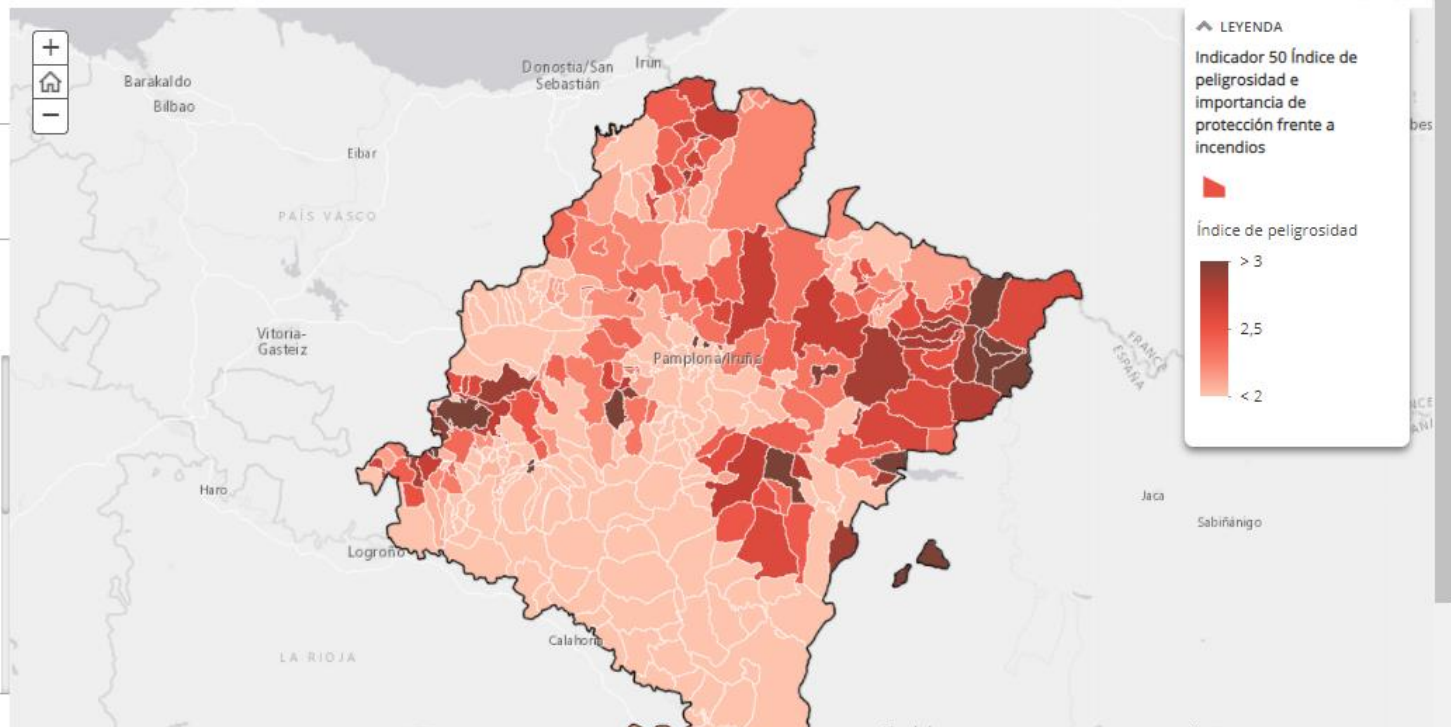 +
−
Barakaldo
Bilbao
Eibar
Donostia/San
Sebastián
Irún
PAÍS VASCO
Vitoria-
Gasteiz
Pamplona/Iruña
Haro
Logroño
Calahorra
LA RIOJA
FRANCE
ESPAÑA
Jaca
Sabiñánigo
LEYENDA
Indicador 50 Índice de
peligrosidad e
importancia de
protección frente a
incendios
Índice de peligrosidad
> 3
2,5
< 2